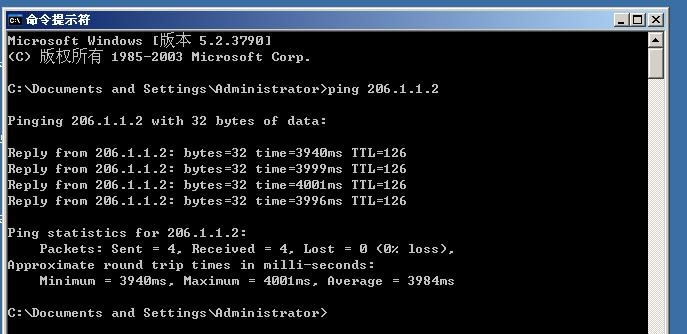 命令提示符
Microsoft Windows [版本 5.2.3790]
(C) 版权所有 1985-2003 Microsoft Corp.
C:\Documents and Settings\Administrator>ping 206.1.1.2
Pinging 206.1.1.2 with 32 bytes of data:
Reply from 206.1.1.2: bytes=32 time=3940ms TTL=126
Reply from 206.1.1.2: bytes=32 time=3999ms TTL=126
Reply from 206.1.1.2: bytes=32 time=4001ms TTL=126
Reply from 206.1.1.2: bytes=32 time=3996ms TTL=126
Ping statistics for 206.1.1.2:
    Packets: Sent = 4, Received = 4, Lost = 0 (0% loss),
Approximate round trip times in milli-seconds:
    Minimum = 3940ms, Maximum = 4001ms, Average = 3984ms
C:\Documents and Settings\Administrator>